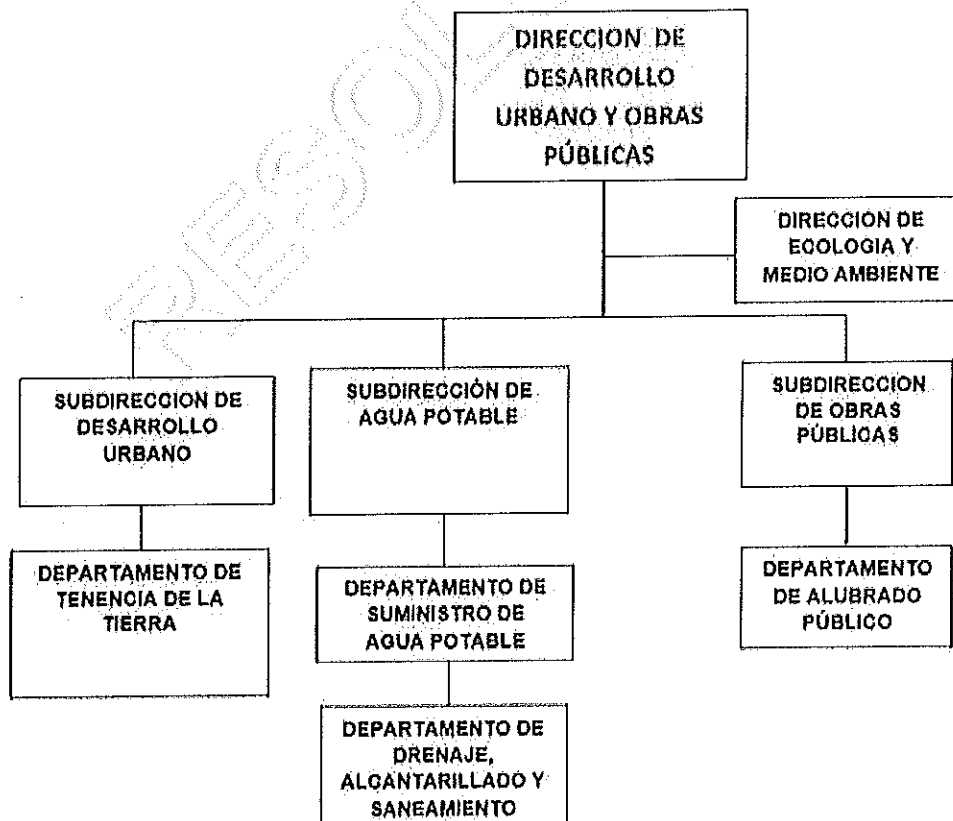 RESOL
DIRECCION DE
DESARROLLO
URBANO Y OBRAS
PÚBLICAS
DIRECCION DE
ECOLOGIA Y
MEDIO AMBIENTE
SUBDIRECCION DE
DESARROLLO
URBANO
SUBDIRECCIÓN DE
AGUA POTABLE
SUBDIRECCION
DE OBRAS
PÚBLICAS
DEPARTAMENTO DE
TENENCIA DE LA
TIERRA
DEPARTAMENTO DE
SUMINISTRO DE
AGUA POTABLE
DEPARTAMENTO
DE ALUBRADO
PÚBLICO
DEPARTAMENTO DE
DRENAJE,
ALCANTARILLADO Y
SANEAMIENTO